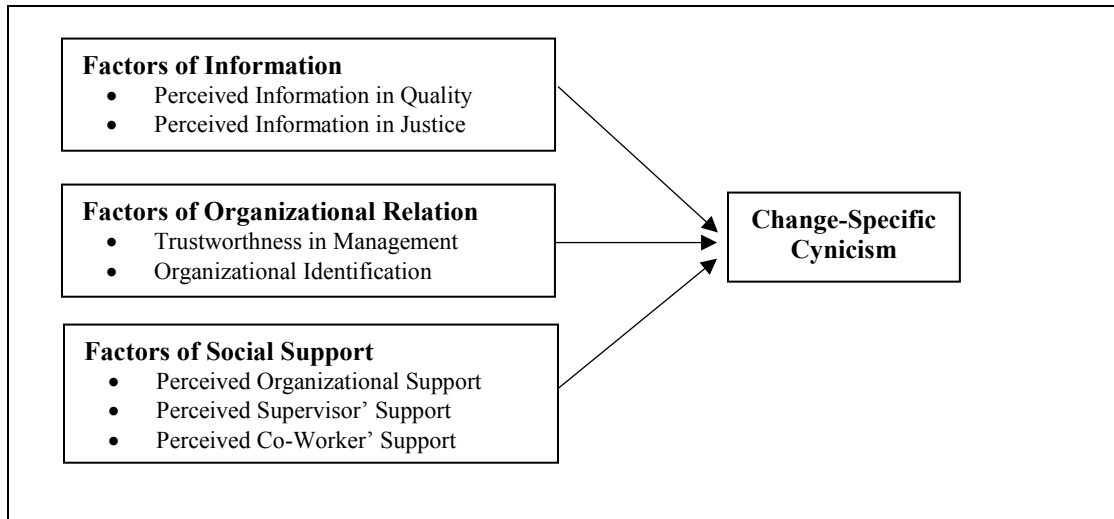 Factors of Information
• Perceived Information in Quality
• Perceived Information in Justice
Factors of Organizational Relation
• Trustworthness in Management
• Organizational Identification
Factors of Social Support
• Perceived Organizational Support
• Perceived Supervisor’ Support
• Perceived Co-Worker’ Support
Change-Specific
Cynicism